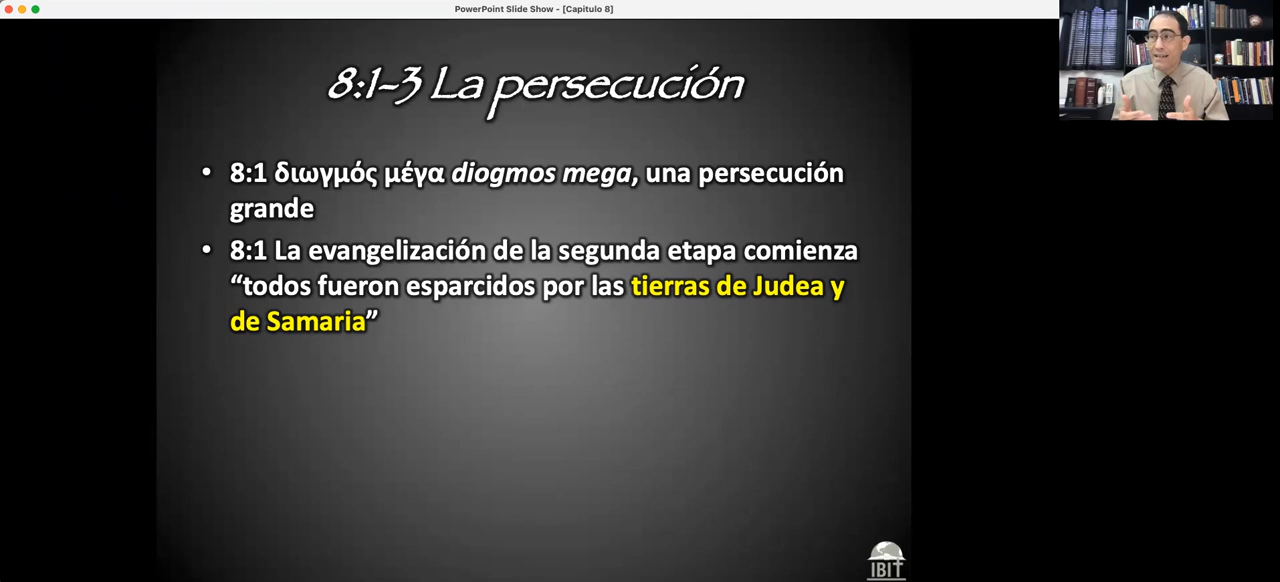 PowerPoint Slide Show - [Capitulo 8]
8:1-3 La persecución
• 8:1 διωγμός μέγα diogmos mega, una persecución
grande
• 8:1 La evangelización de la segunda etapa comienza
“todos fueron esparcidos por las tierras de Judea y
de Samaria”
IBIT